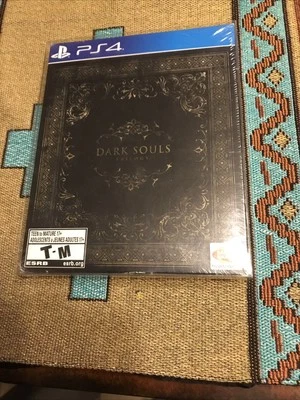 PS4
DARK SOULS
TRILOGY
TEEN to MATURE 17+
ADOLESCENTS à JEUNES ADULTES 17+
T-M
ESRB esrb.org